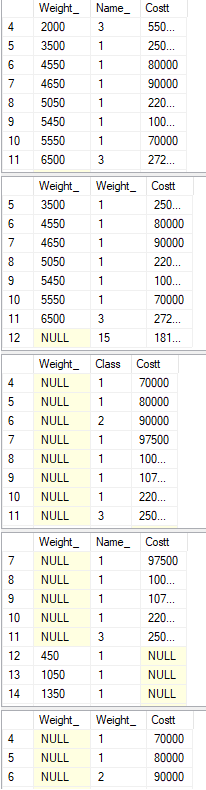 Weight_ Name_ Costt
4 2000 3 550...
5 3500 1 250...
6 4550 1 80000
7 4650 1 90000
8 5050 1 220...
9 5450 1 100...
10 5550 1 70000
11 6500 3 272...
Weight_ Weight_ Costt
5 3500 1 250...
6 4550 1 80000
7 4650 1 90000
8 5050 1 220...
9 5450 1 100...
10 5550 1 70000
11 6500 3 272...
12 NULL 15 181...
Weight_ Class Costt
4 NULL 1 70000
5 NULL 1 80000
6 NULL 2 90000
7 NULL 1 97500
8 NULL 1 100...
9 NULL 1 107...
10 NULL 1 220...
11 NULL 3 250...
Weight_ Name_ Costt
7 NULL 1 97500
8 NULL 1 100...
9 NULL 1 107...
10 NULL 1 220...
11 NULL 3 250...
12 450 1 NULL
13 1050 1 NULL
14 1350 1 NULL
Weight_ Weight_ Costt
4 NULL 1 70000
5 NULL 1 80000
6 NULL 2 90000